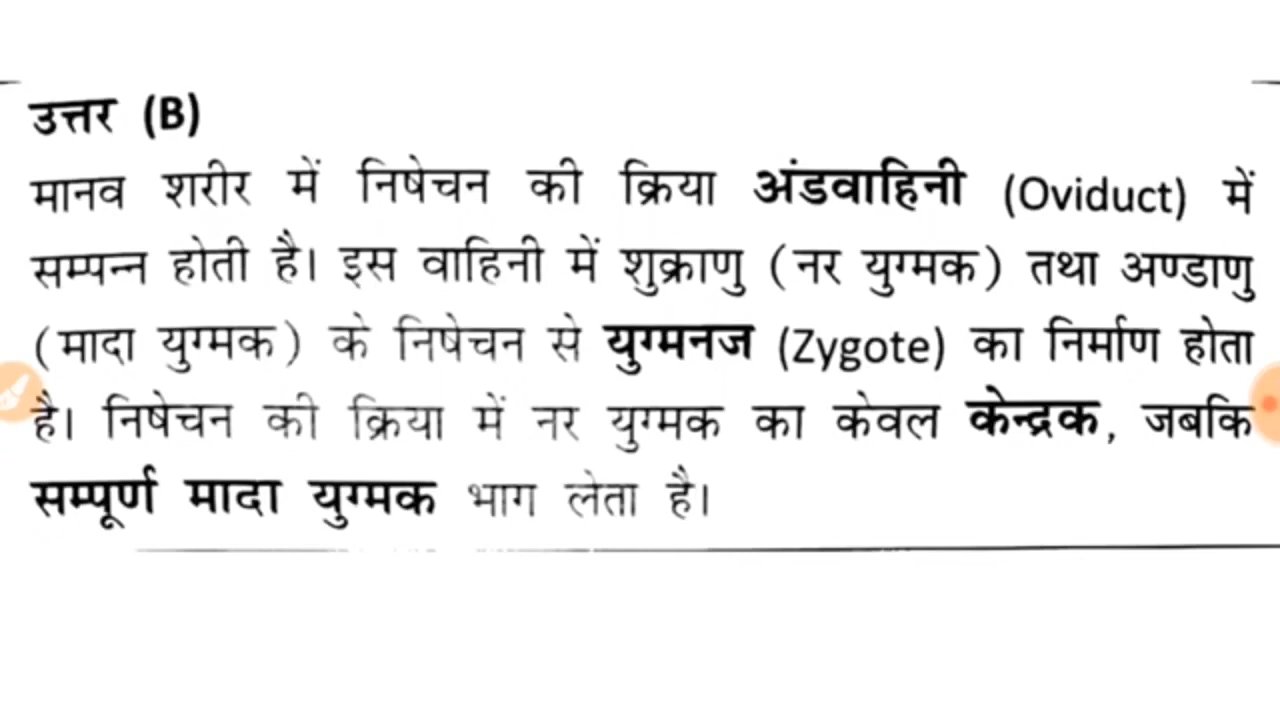 उत्तर (B)
मानव शरीर में निषेचन की क्रिया अंडवाहिनी (Oviduct) में
सम्पन्न होती है। इस वाहिनी में शुक्राणु (नर युग्मक) तथा अण्डाणु
(मादा युग्मक) के निषेचन से युग्मनज (Zygote) का निर्माण होता
है। निषेचन की क्रिया में नर युग्मक का केवल केन्द्रक, जबकि
सम्पूर्ण मादा युग्मक भाग लेता है।